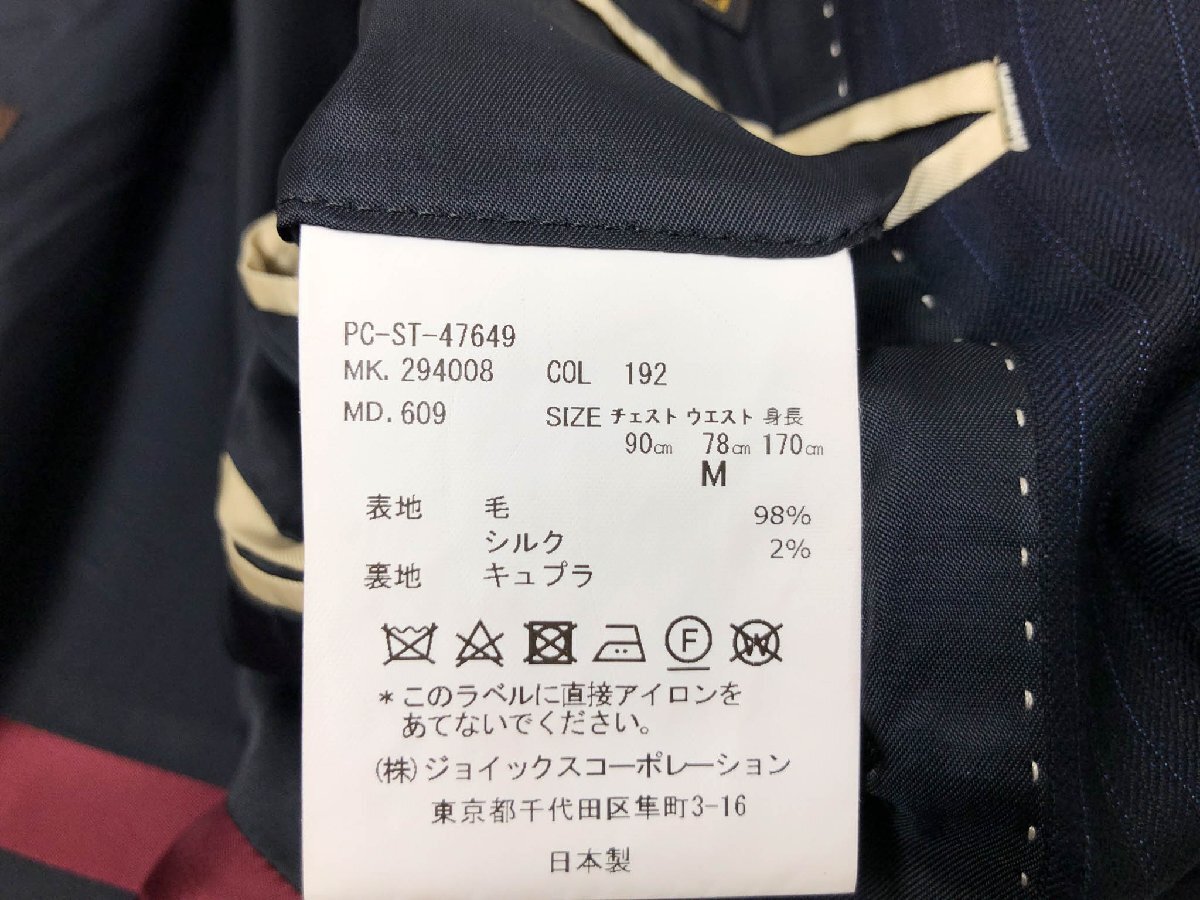 PC-ST-47649
MK. 294008 COL 192
MD. 609 SIZE チェスト ウエスト 身長
90㎝ 78㎝ 170㎝
M
表地 毛 98%
シルク 2%
裏地 キュプラ
F W
*このラベルに直接アイロンを
あてないでください。
(株)ジョイックスコーポレーション
東京都千代田区隼町3-16
日本製